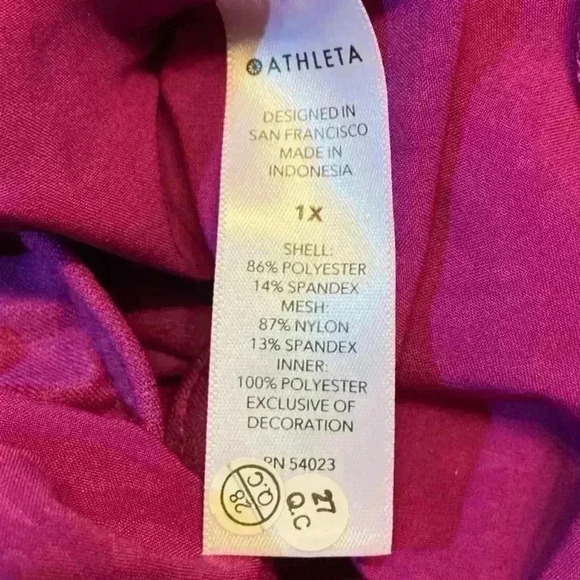 ATHLETA
DESIGNED IN
SAN FRANCISCO
MADE IN
INDONESIA
1X
SHELL:
86% POLYESTER
14% SPANDEX
MESH:
87% NYLON
13% SPANDEX
INNER:
100% POLYESTER
EXCLUSIVE OF
DECORATION
RN 54023
28
Q.C
27
Q.C